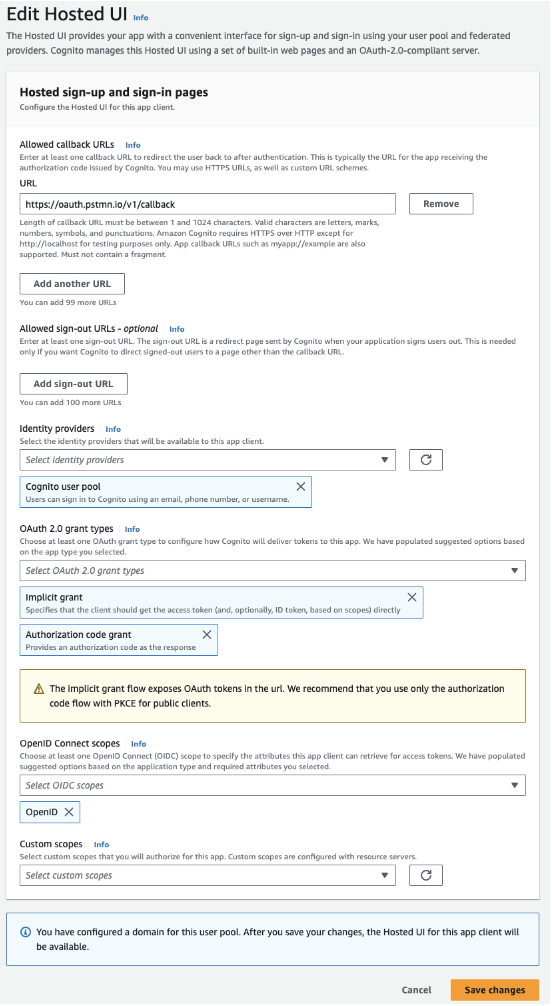 Edit Hosted UI Info
The Hosted UI provides your app with a convenient interface for sign-up and sign-in using your user pool and federated
providers. Cognito manages this Hosted UI using a set of built-in web pages and an OAuth-2.0-compliant server.
Hosted sign-up and sign-in pages
Configure the Hosted UI for this app client.
Allowed callback URLs Info
Enter at least one callback URL to redirect the user back to after authentication. This is typically the URL for the app receiving the
authorization code issued by Cognito. You may use HTTPS URLs, as well as custom URL schemes.
URL
https://oauth.pstmn.io/v1/callback
Remove
Length of callback URL must be between 1 and 1024 characters. Valid characters are letters, marks,
numbers, symbols, and punctuations. Amazon Cognito requires HTTPS over HTTP except for
http://localhost for testing purposes only. App callback URLs such as myapp://example are also
supported. Must not contain a fragment.
Add another URL
You can add 99 more URLs
Allowed sign-out URLs - optional Info
Enter at least one sign-out URL. The sign-out URL is a redirect page sent by Cognito when your application signs users out. This is needed
only if you want Cognito to direct signed-out users to a page other than the callback URL.
Add sign-out URL
You can add 100 more URLs
Identity providers Info
Select the identity providers that will be available to this app client.
Select identity providers
Cognito user pool
Users can sign in to Cognito using an email, phone number, or username.
OAuth 2.0 grant types Info
Choose at least one OAuth grant type to configure how Cognito will deliver tokens to this app. We have populated suggested options based
on the app type you selected.
Select OAuth 2.0 grant types
Implicit grant
Specifies that the client should get the access token (and, optionally, ID token, based on scopes) directly
Authorization code grant
Provides an authorization code as the response
The implicit grant flow exposes OAuth tokens in the url. We recommend that you use only the authorization
code flow with PKCE for public clients.
OpenID Connect scopes Info
Choose at least one OpenID Connect (OIDC) scope to specify the attributes this app client can retrieve for access tokens. We have populated
suggested options based on the application type and required attributes you selected.
Select OIDC scopes
OpenID
Custom scopes Info
Select custom scopes that you will authorize for this app. Custom scopes are configured with resource servers.
Select custom scopes
You have configured a domain for this user pool. After you save your changes, the Hosted UI for this app client will
be available.
Cancel
Save changes